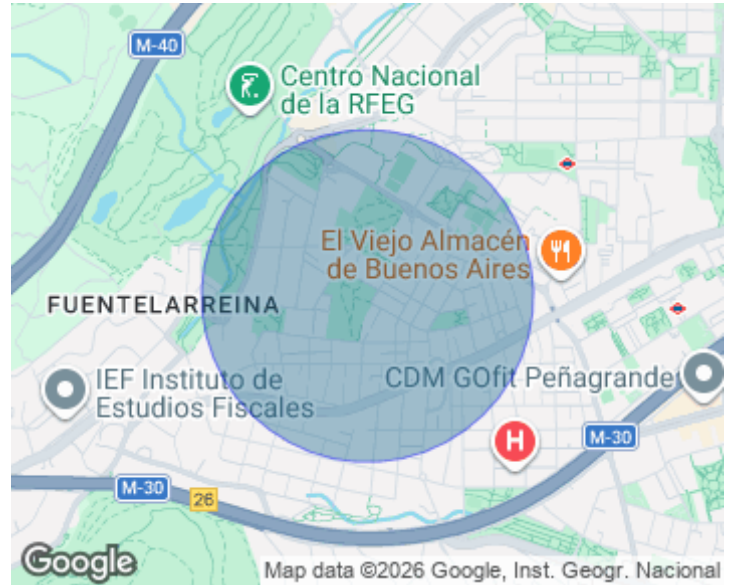 M-40
Centro Nacional
de la RFEG
El Viejo Almacén
de Buenos Aires
FUENTELARREINA
IEF Instituto de
Estudios Fiscales
CDM GOfit Peñagrande
H
M-30
M-30
26
Google
Map data ©2026 Google, Inst. Geogr. Nacional